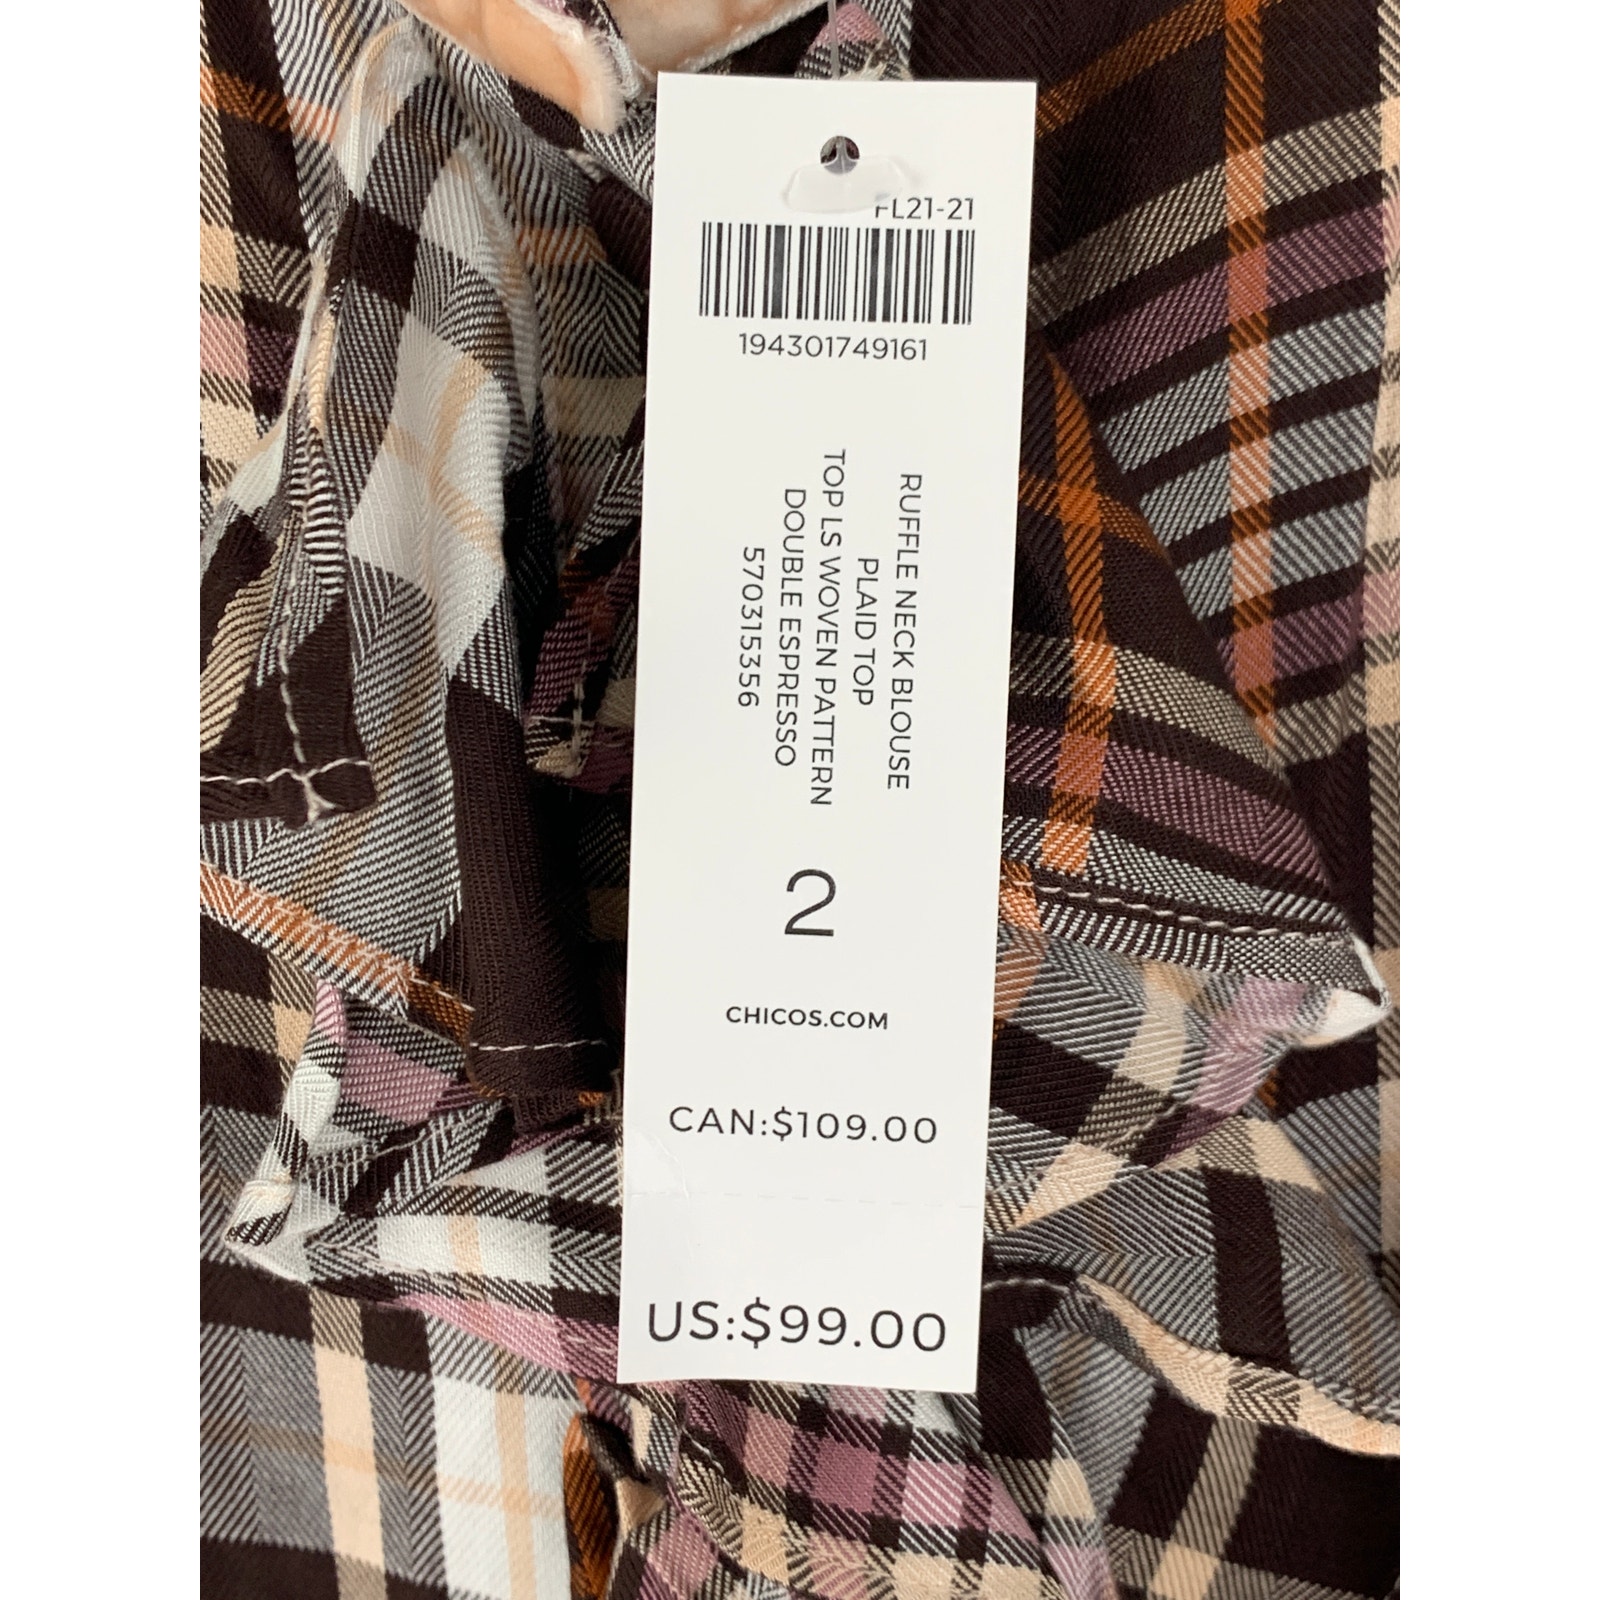 FL21-21
194301749161
RUFFLE NECK BLOUSE
PLAID TOP
TOP LS WOVEN PATTERN
DOUBLE ESPRESSO
570315356
2
CHICOS.COM
CAN:$109.00
US:$99.00